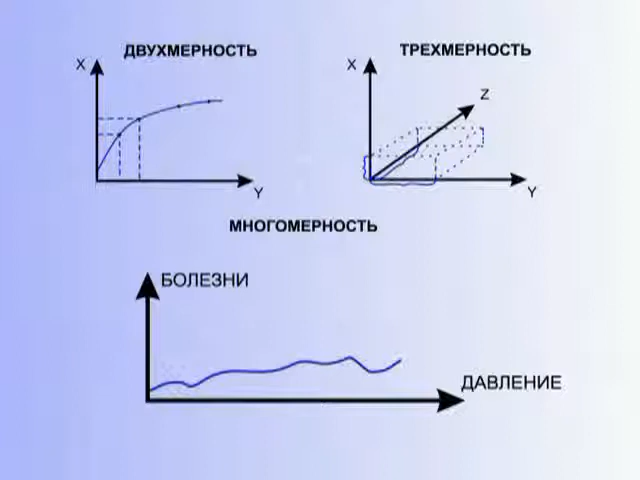 ДВУХМЕРНОСТЬ
ТРЕХМЕРНОСТЬ
X
X
Z
Y
Y
МНОГОМЕРНОСТЬ
БОЛЕЗНИ
ДАВЛЕНИЕ